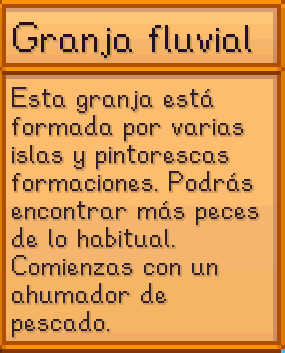 Granja fluvial
Esta granja está
formada por varias
islas y pintorescas
formaciones. Podrás
encontrar más peces
de lo habitual.
Comienzas con un
ahumador de
pescado.